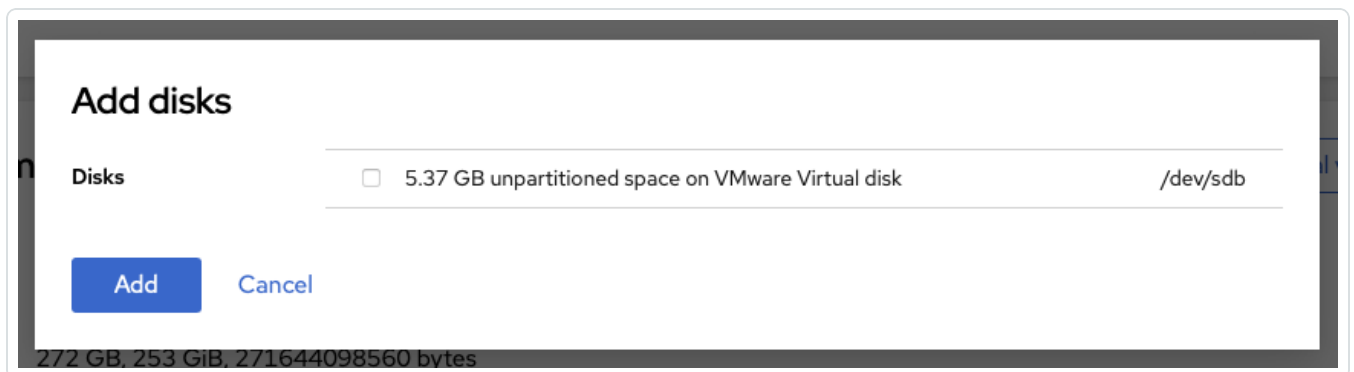 Add disks
Disks 5.37 GB unpartitioned space on VMware Virtual disk /dev/sdb
Add Cancel
272 GB, 253 GiB, 271644098560 bytes